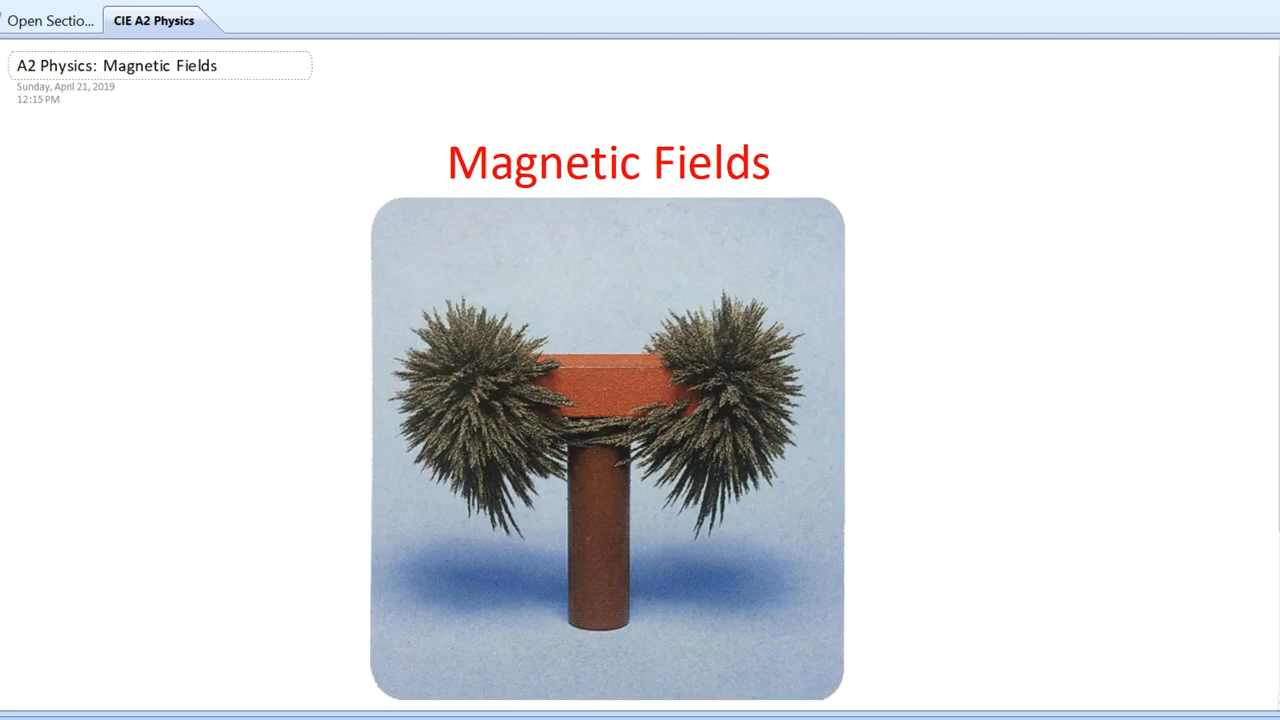 Open Sectio...
CIE A2 Physics
A2 Physics: Magnetic Fields
Sunday, April 21, 2019
12:15 PM
Magnetic Fields